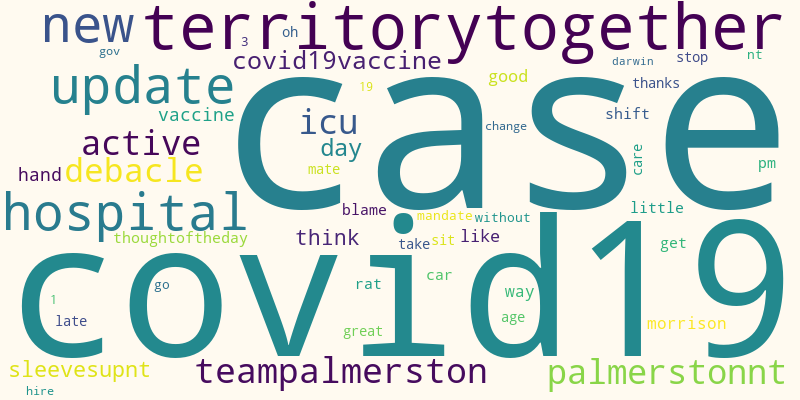 new territorytogether
oh
3
gov
covid19vaccine
darwin
stop
nt
update
case
good
thanks
19
vaccine
icu
shift
active
day
change
care
debacle
hand
mate
pm
hospital
blame
mandate
without
little
thoughtoftheday
think
take
sit
like
get
covid19
go
car
rat
way
1
late
great
age
morrison
sleevesupnt
teampalmerston
palmerstonnt
hire